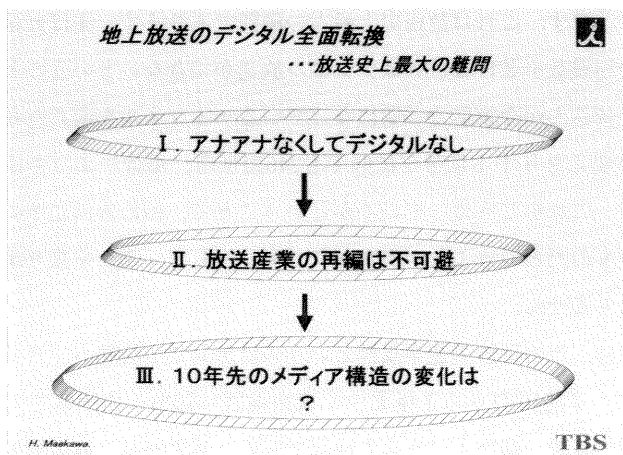 地上放送のデジタル全面転換
･･･放送史上最大の難問
Ⅰ．アナアナなくしてデジタルなし
Ⅱ．放送産業の再編は不可避
Ⅲ．10年先のメディア構造の変化は
？
H. Maekawa.
TBS